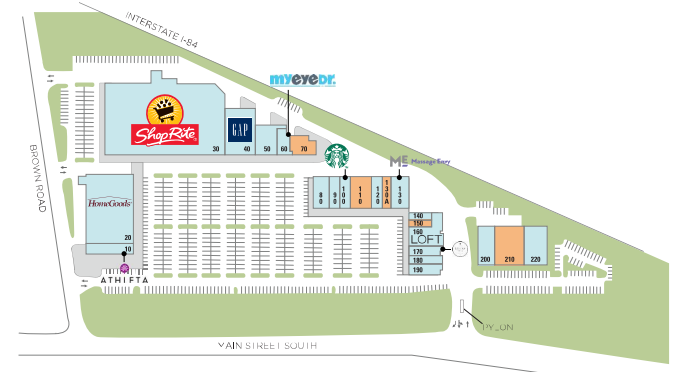 INTERSTATE I-84
myeyedr.
ShopRite
GAP
30
40
50
60
70
ME Massage Envy
BROWN ROAD
HomeGoods
20
10
ATHLETA
80
90
100
110
120
130A
130
140
150
160
LOFT
170
180
190
200
210
220
PYLON
MAIN STREET SOUTH